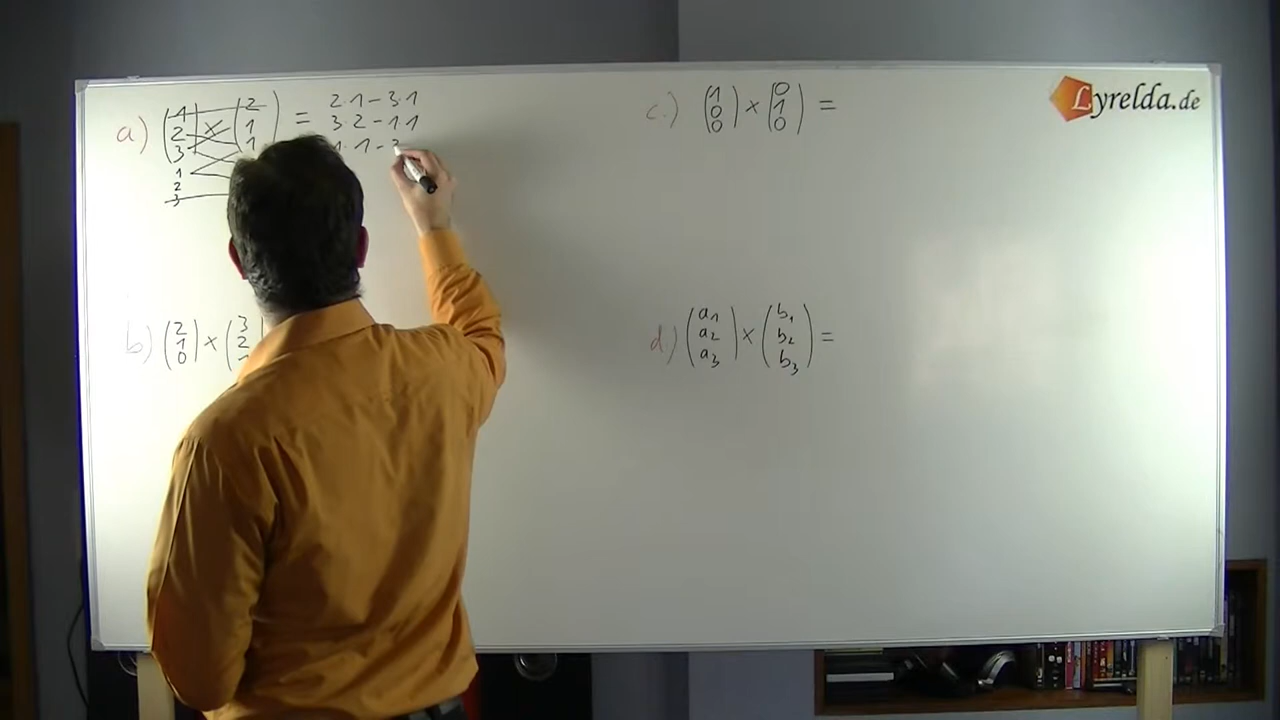 a) (1 2 3) × (2 1 1) = 2·1 – 3·1
3·2 – 1·1
1·1 – 2
1
2
3
b) (2 1 0) × (3 2
c.) (1 0 0) × (0 1 0) =
d) (a₁ a₂ a₃) × (b₁ b₂ b₃) =
Lyrelda.de